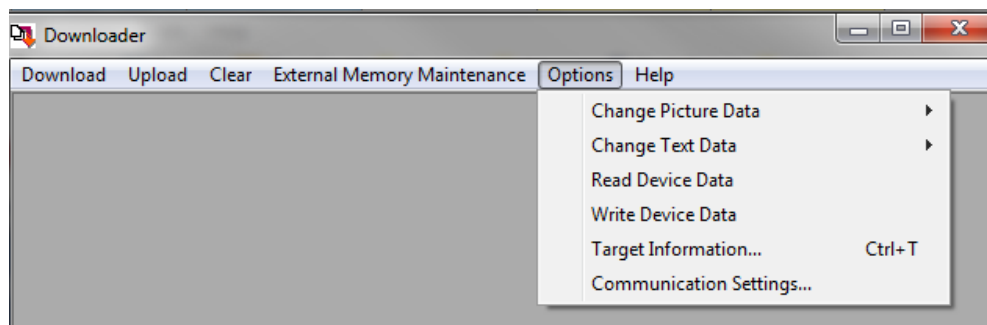 Downloader
Download Upload Clear External Memory Maintenance Options Help
Change Picture Data
Change Text Data
Read Device Data
Write Device Data
Target Information... Ctrl+T
Communication Settings...